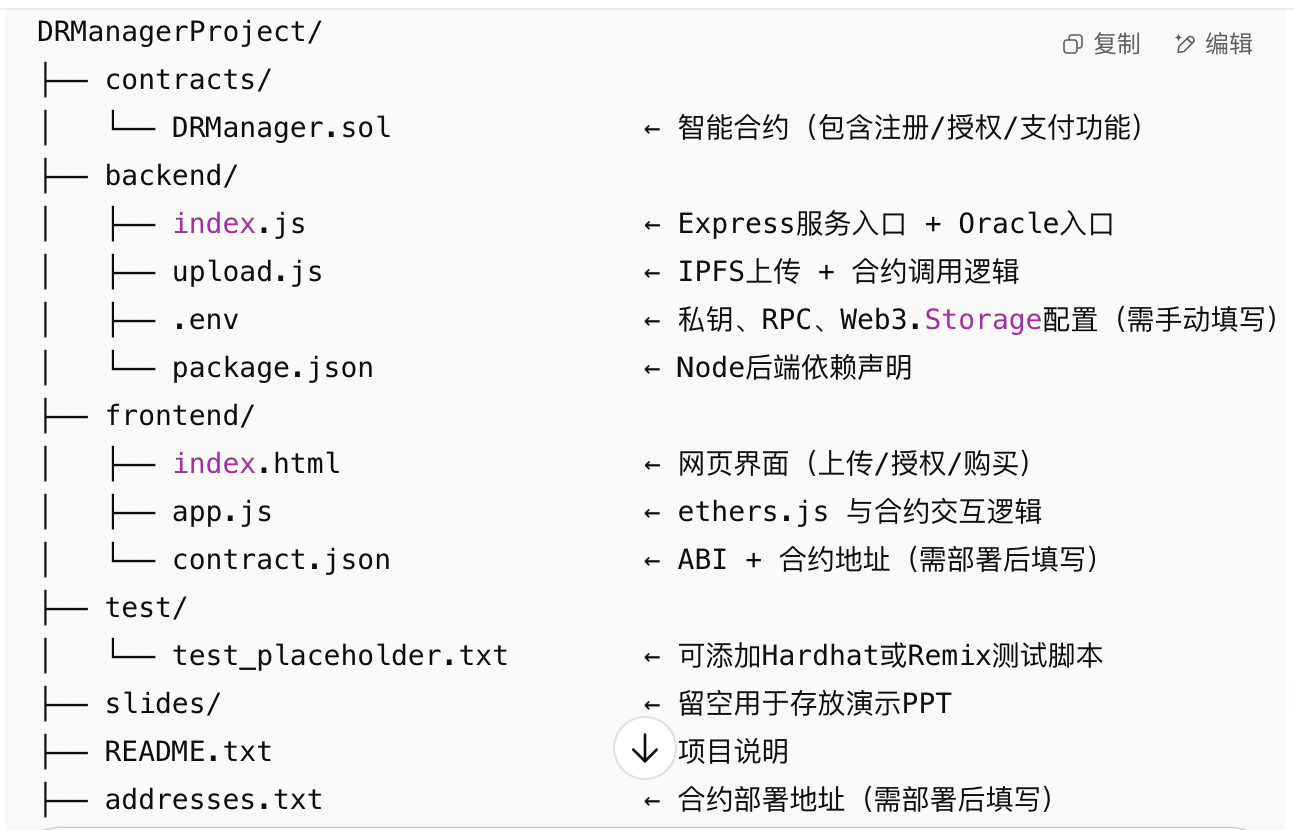 DRManagerProject/
复制 编辑
├── contracts/
│   └── DRManager.sol ← 智能合约（包含注册/授权/支付功能）
├── backend/
│   ├── index.js ← Express服务入口 + Oracle入口
│   ├── upload.js ← IPFS上传 + 合约调用逻辑
│   ├── .env ← 私钥、RPC、Web3.Storage配置（需手动填写）
│   └── package.json ← Node后端依赖声明
├── frontend/
│   ├── index.html ← 网页界面（上传/授权/购买）
│   ├── app.js ← ethers.js 与合约交互逻辑
│   └── contract.json ← ABI + 合约地址（需部署后填写）
├── test/
│   └── test_placeholder.txt ← 可添加Hardhat或Remix测试脚本
├── slides/ ← 留空用于存放演示PPT
├── README.txt 项目说明
├── addresses.txt ← 合约部署地址（需部署后填写）